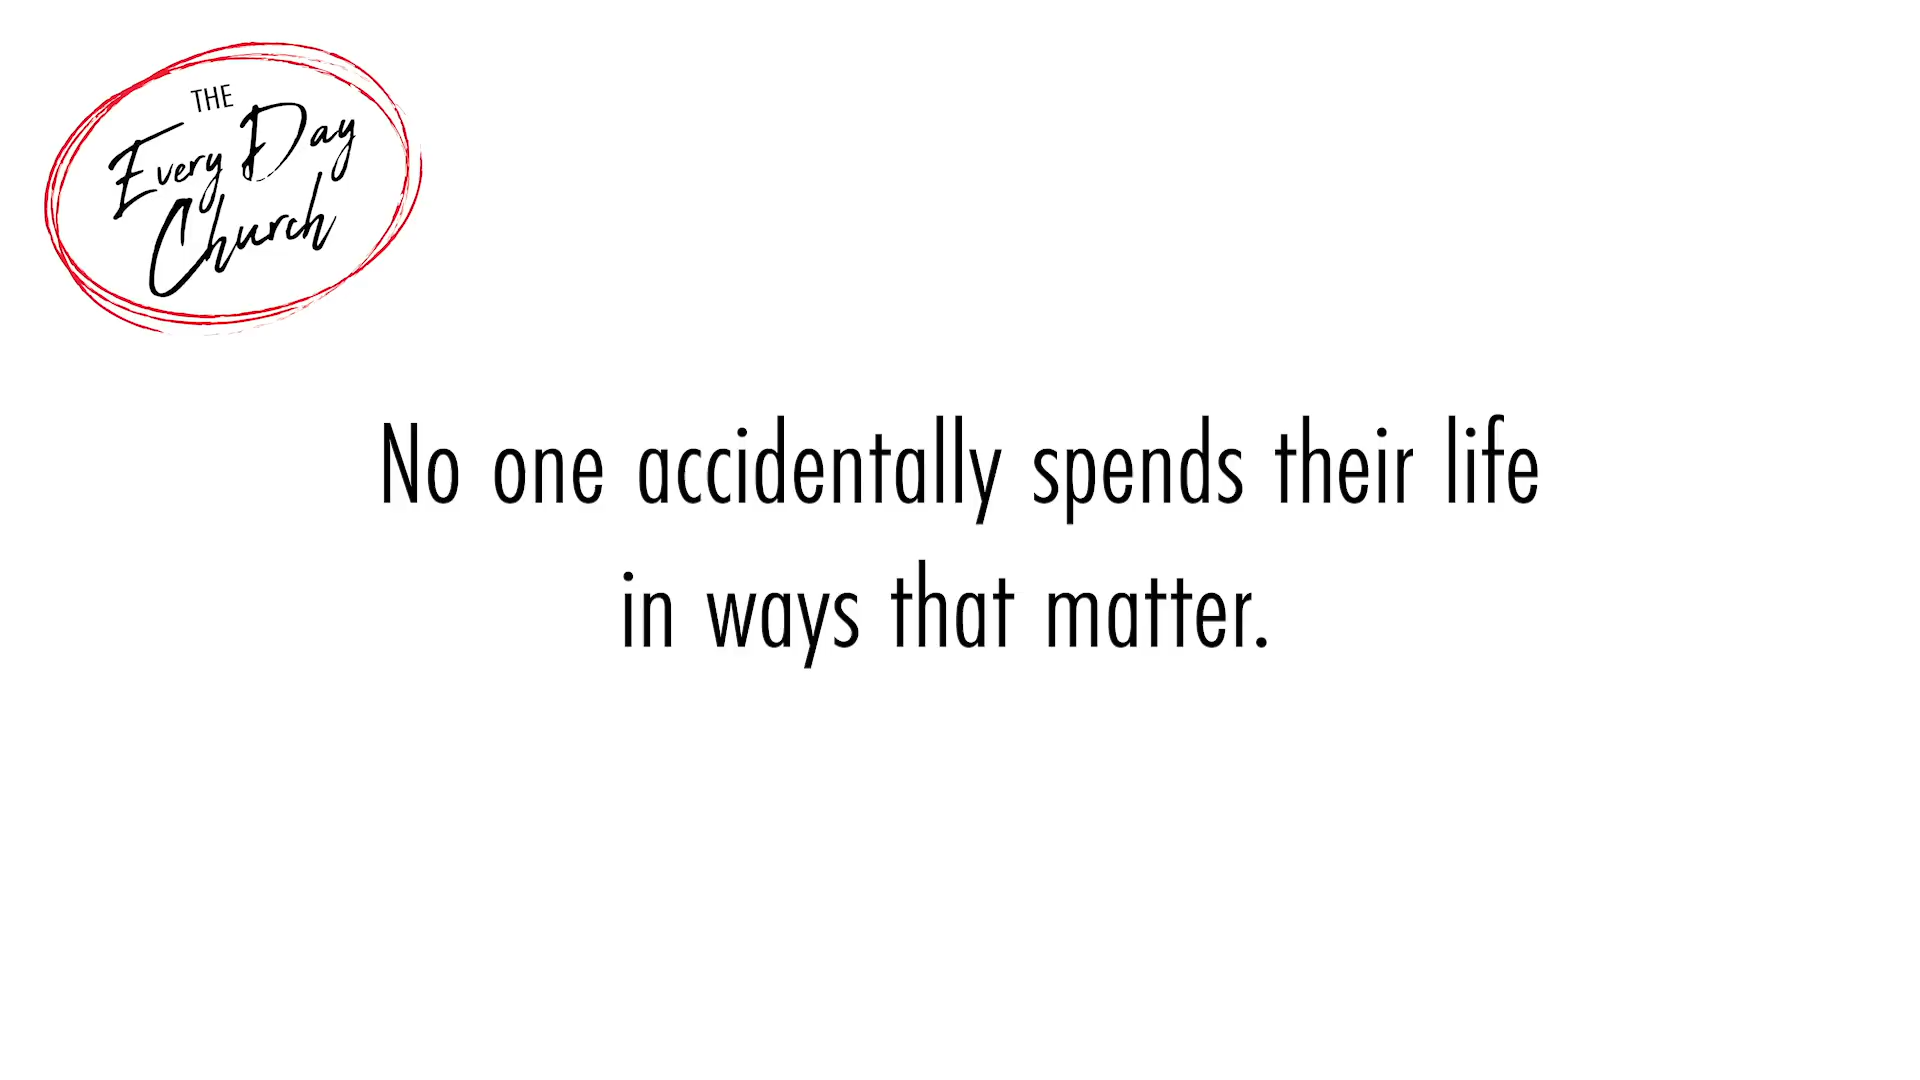 THE
Every Day
Church
No one accidentally spends their life
in ways that matter.